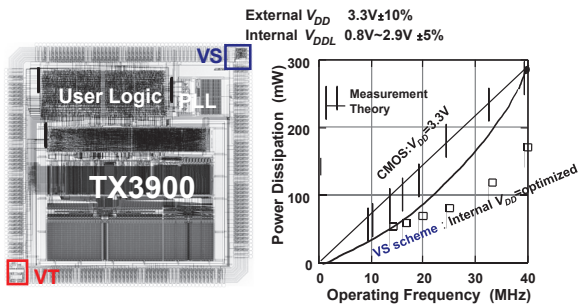 External VDD 3.3V±10%
Internal VDDL 0.8V~2.9V ±5%
VS
User Logic PLL
TX3900
VT
Power Dissipation (mW)
300
200
100
0
Measurement
Theory
CMOS:VDD=3.3V
VS scheme : Internal VDD=optimized
0 10 20 30 40
Operating Frequency (MHz)